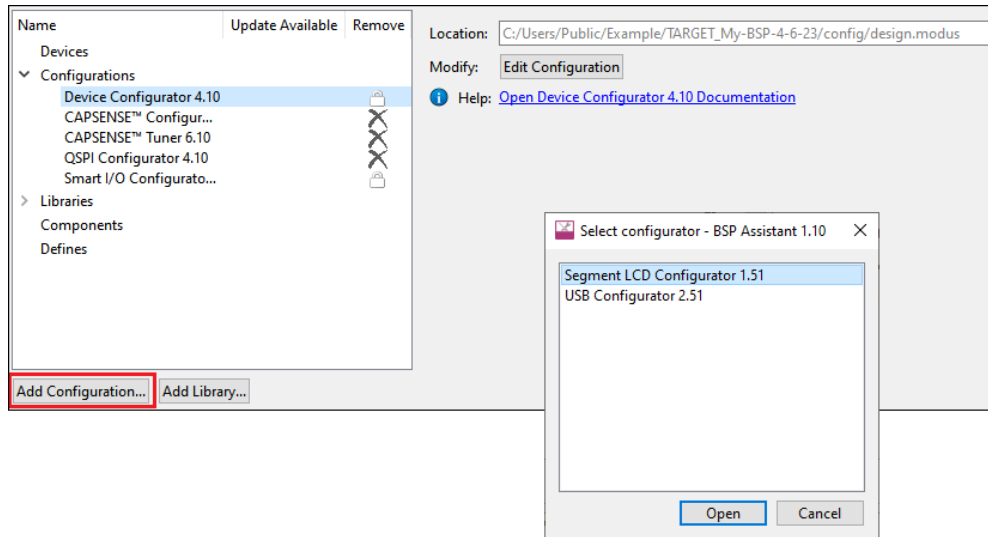 Name Update Available Remove
Devices
Configurations
Device Configurator 4.10
CAPSENSE™ Configur...
CAPSENSE™ Tuner 6.10
QSPI Configurator 4.10
Smart I/O Configurato...
Libraries
Components
Defines
Add Configuration... Add Library...
Location: C:/Users/Public/Example/TARGET_My-BSP-4-6-23/config/design.modus
Modify: Edit Configuration
Help: Open Device Configurator 4.10 Documentation
Select configurator - BSP Assistant 1.10
Segment LCD Configurator 1.51
USB Configurator 2.51
Open Cancel